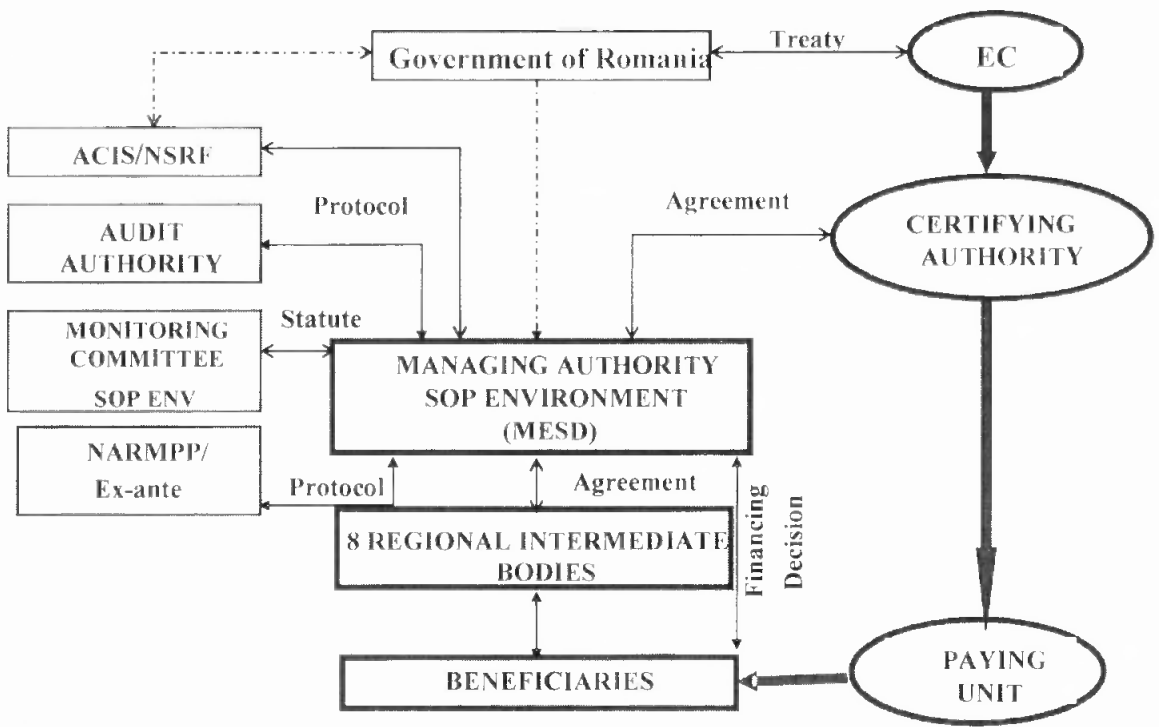 Treaty
Government of Romania
EC
ACIS/NSRF
Protocol
Agreement
AUDIT
AUTHORITY
CERTIFYING
AUTHORITY
Statute
MONITORING
COMMITTEE
SOP ENV
MANAGING AUTHORITY
SOP ENVIRONMENT
(MESD)
NARMPP/
Ex-ante
Protocol
Agreement
Financing
Decision
8 REGIONAL INTERMEDIATE
BODIES
BENEFICIARIES
PAYING
UNIT